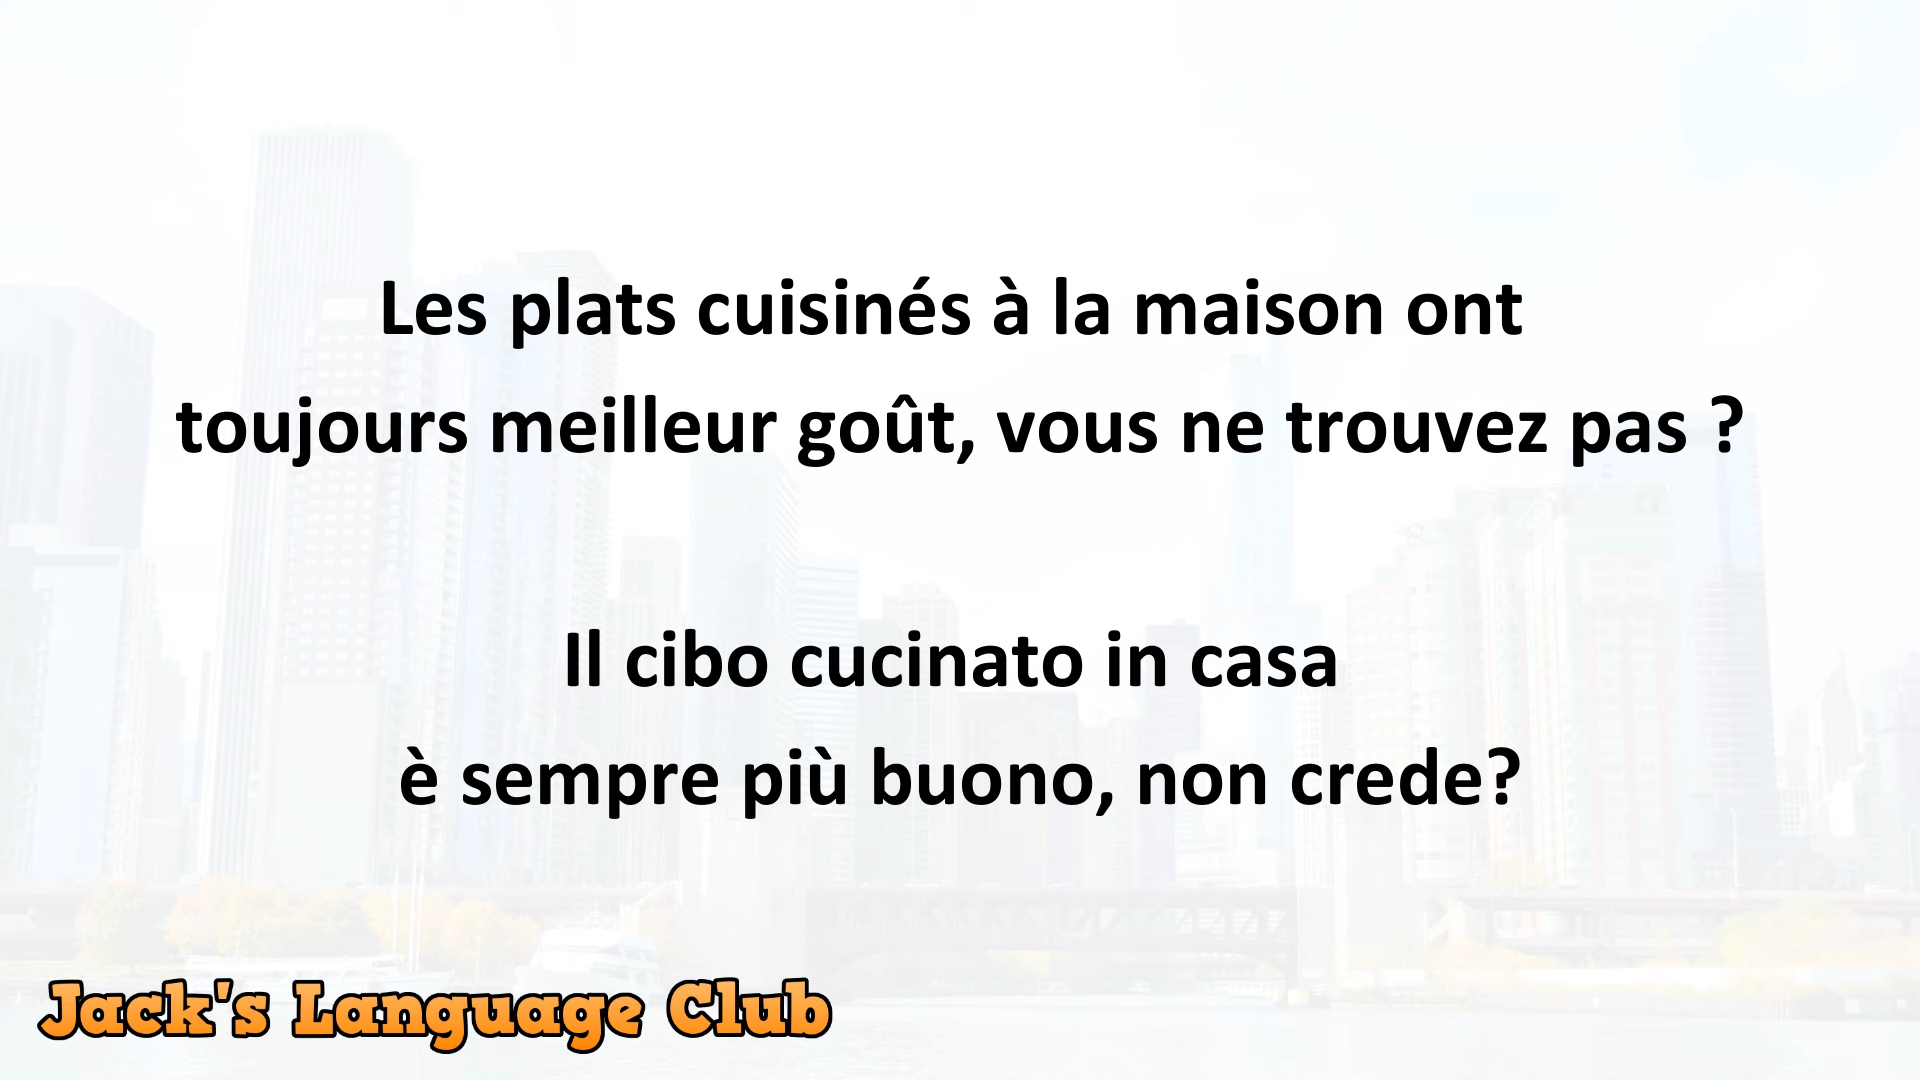 Les plats cuisinés à la maison ont
toujours meilleur goût, vous ne trouvez pas ?
Il cibo cucinato in casa
è sempre più buono, non crede?
Jack's Language Club